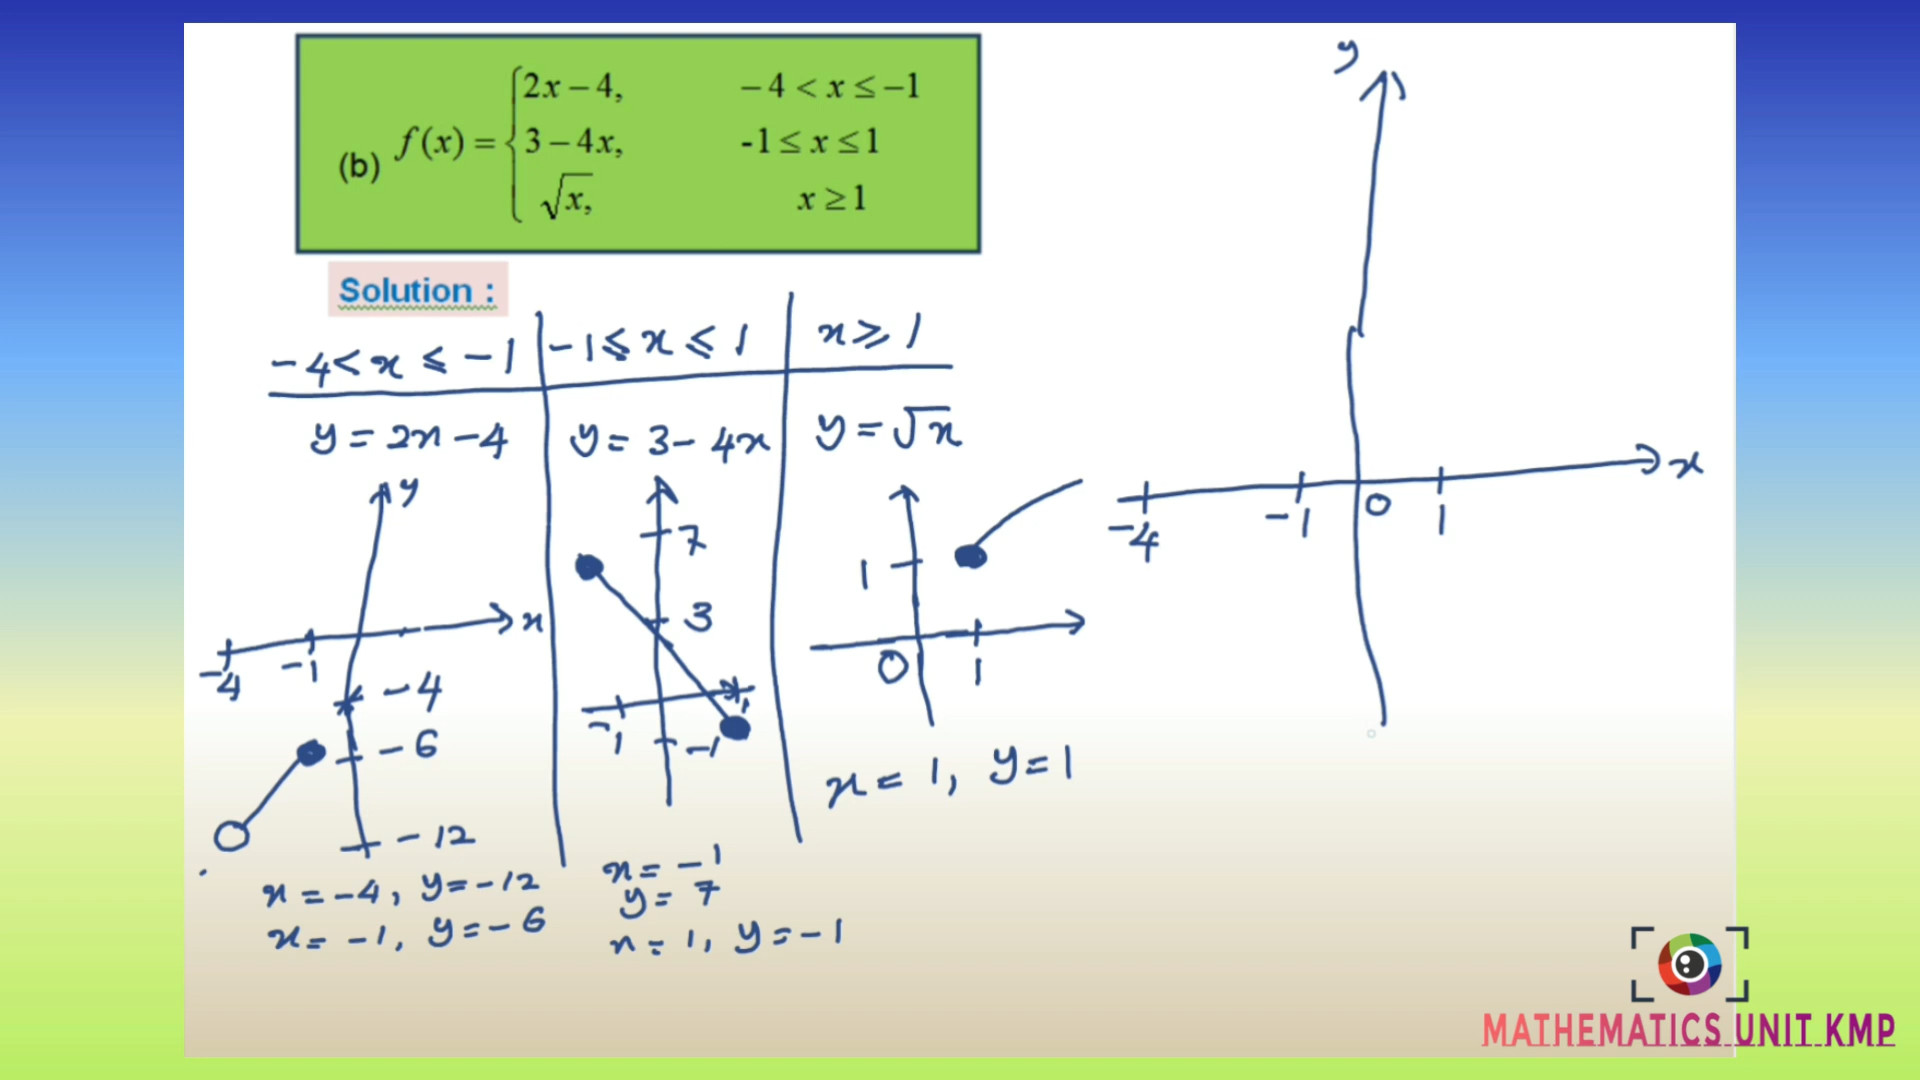 (b) f(x) = { 2x − 4, − 4 < x ≤ −1
3 − 4x, -1 ≤ x ≤ 1
√x, x ≥ 1
Solution :
−4 < x ≤ −1
−1 ≤ x ≤ 1
x ≥ 1
y = 2x −4
y = 3 − 4x
y = √x
y
x
−4
−1
−4
−6
−12
x = −4, y = −12
x = −1, y = −6
7
3
−1
1
−1
x = −1
y = 7
x = 1, y = −1
1
0
1
x = 1, y = 1
y
x
−4
−1
0
1
MATHEMATICS UNIT KMP